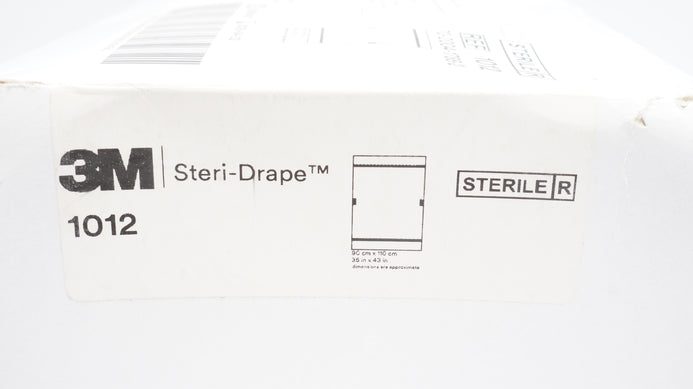 3M Steri-Drape™
1012
STERILE R
90 cm x 110 cm
35 in x 43 in
dimensions are approximate